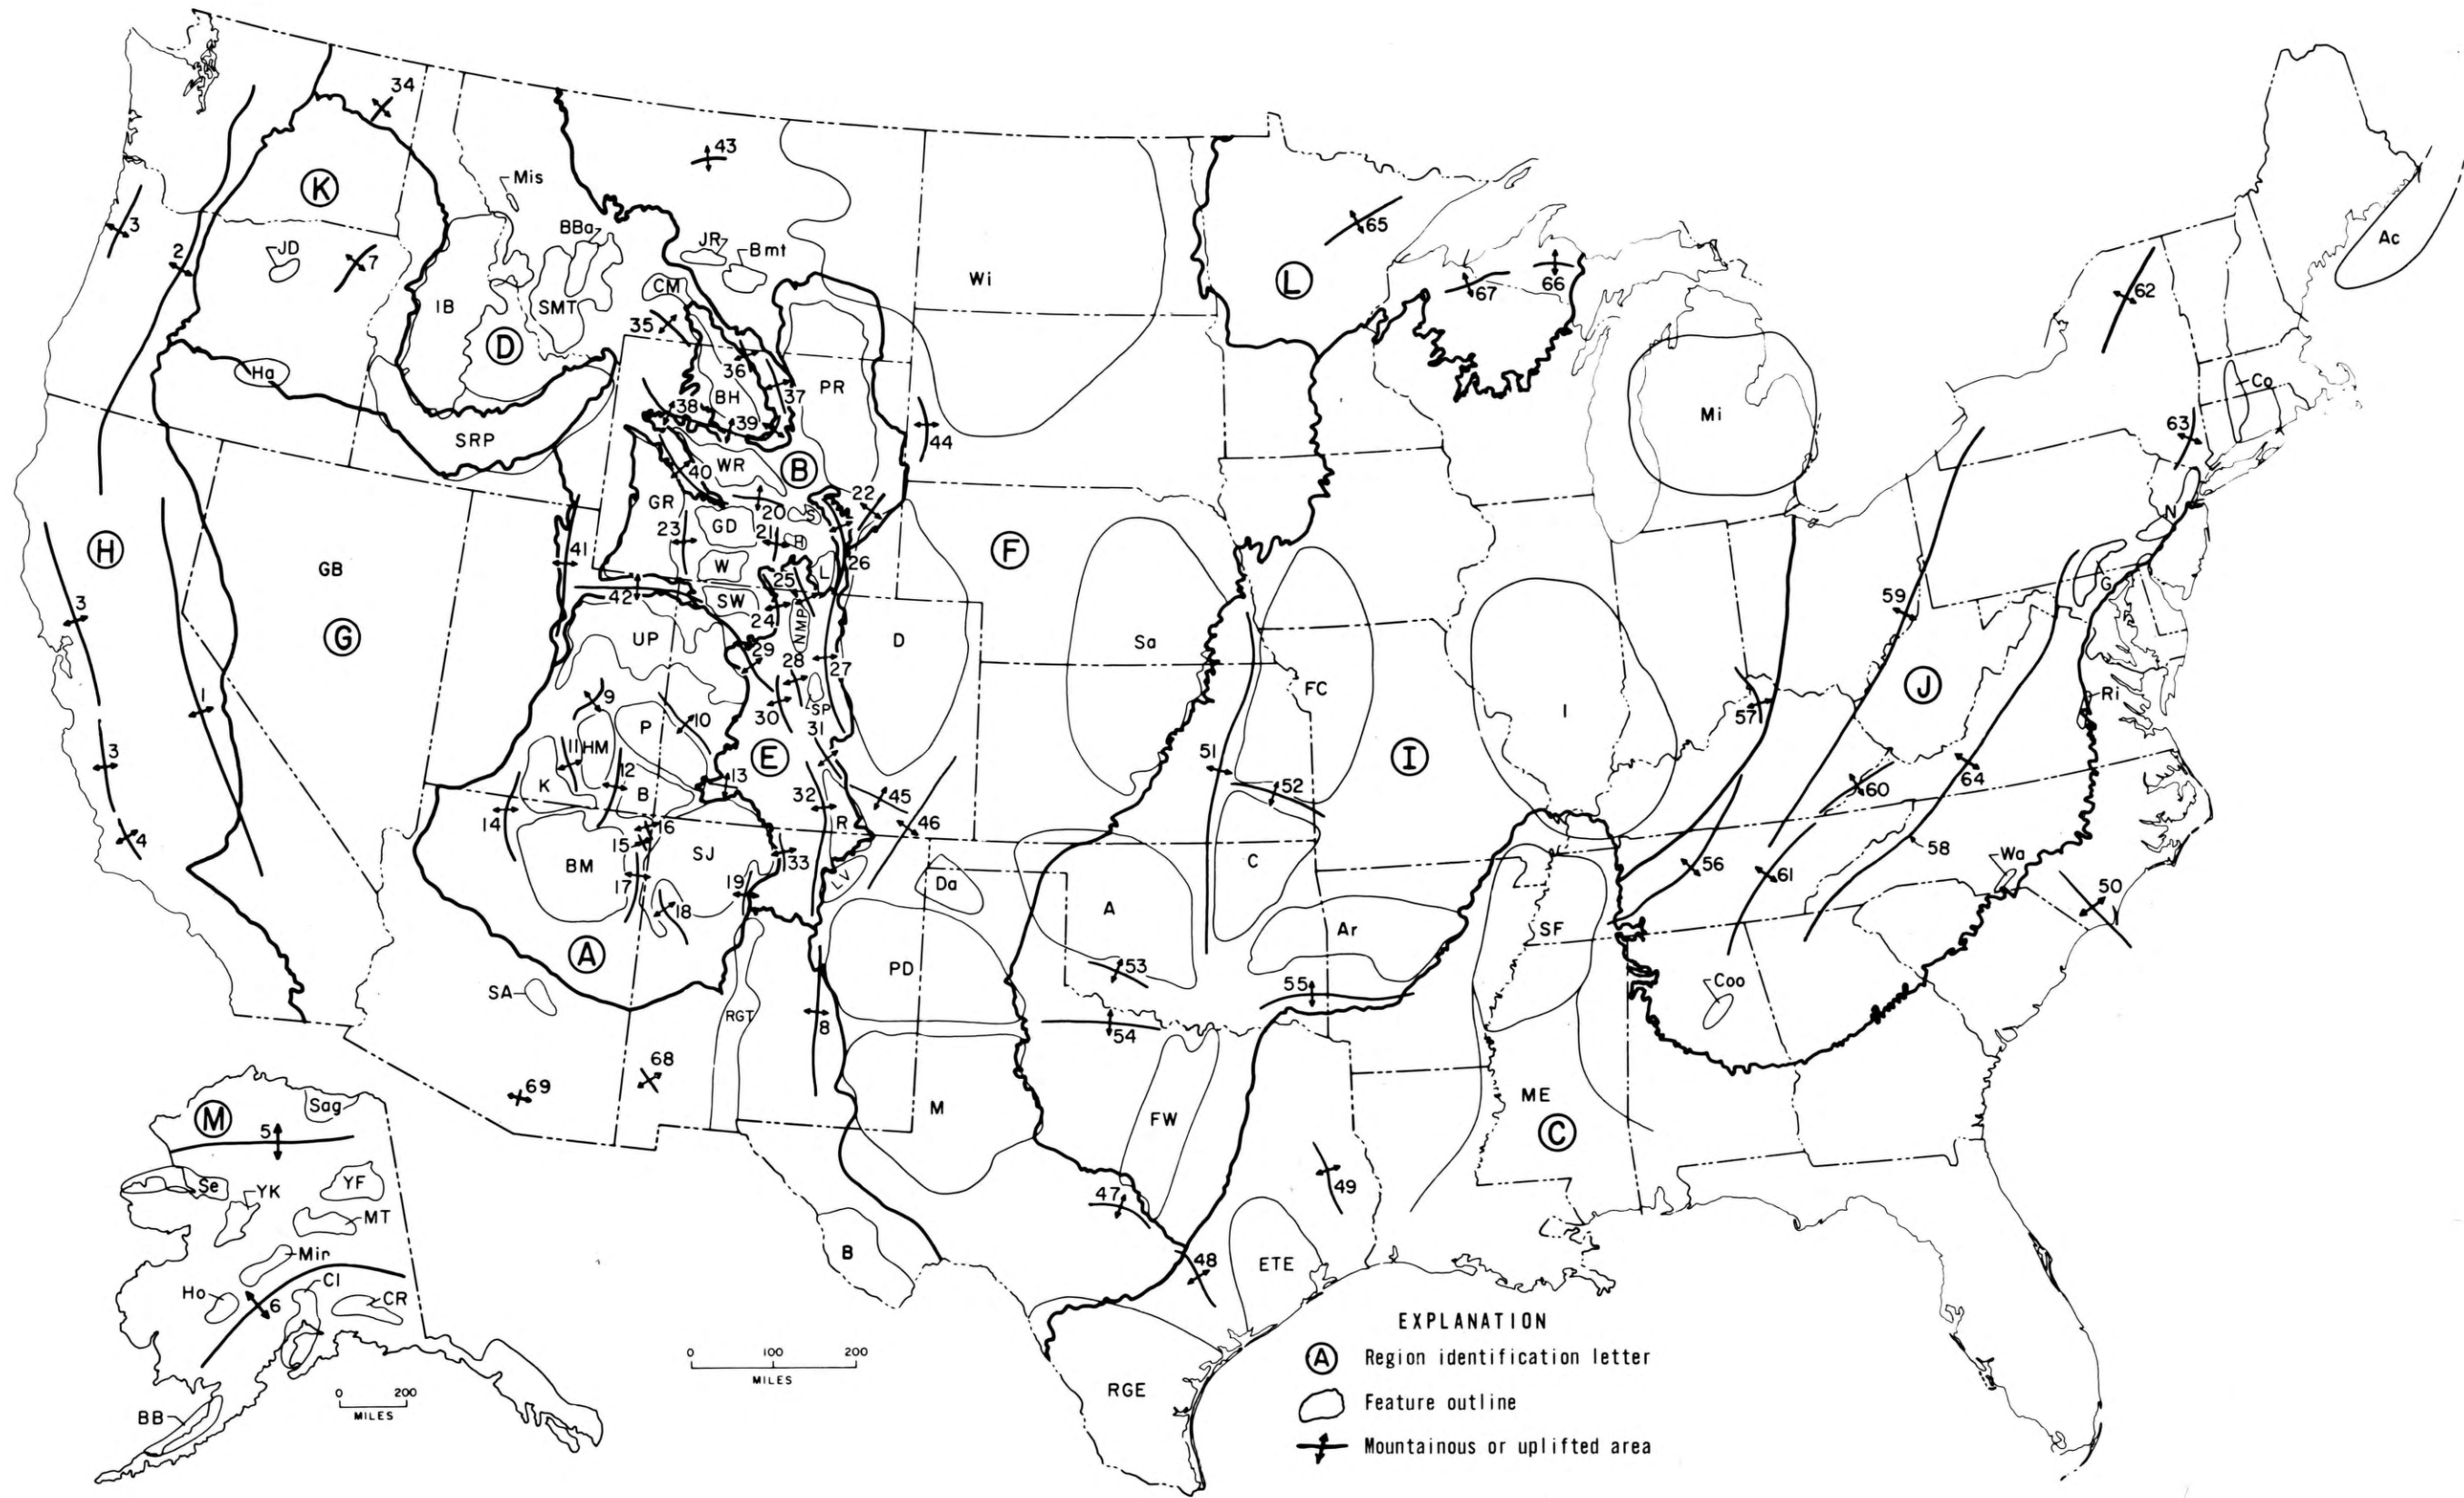 34
43
K
Mis
3
2
JD
7
BBa
JR
Bmt
Wi
65
L
67
66
62
Ac
IB
SMT
CM
D
35
36
PR
Ha
BH
37
38
39
44
Mi
Co
63
SRP
WR
B
40
GR
20
22
S
GD
21
H
23
N
H
GB
41
W
25
L
26
F
G
42
SW
24
NMP
59
3
G
UP
29
28
27
D
Sa
FC
J
1
9
P
10
30
SP
31
I
57
Ri
11
HM
E
51
I
3
12
K
B
13
32
45
52
60
64
4
14
16
R
46
15
SJ
33
C
58
BM
17
19
LV
Da
56
61
Wa
18
A
Ar
SF
50
A
PD
53
SA
55
Coo
RGT
8
54
68
69
M
FW
ME
C
M
Sag
5
Se
YK
YF
MT
47
49
Mir
B
48
ETE
Ho
6
CI
CR
BB
RGE
0 200
MILES
0 100 200
MILES
EXPLANATION
A Region identification letter
Feature outline
Mountainous or uplifted area